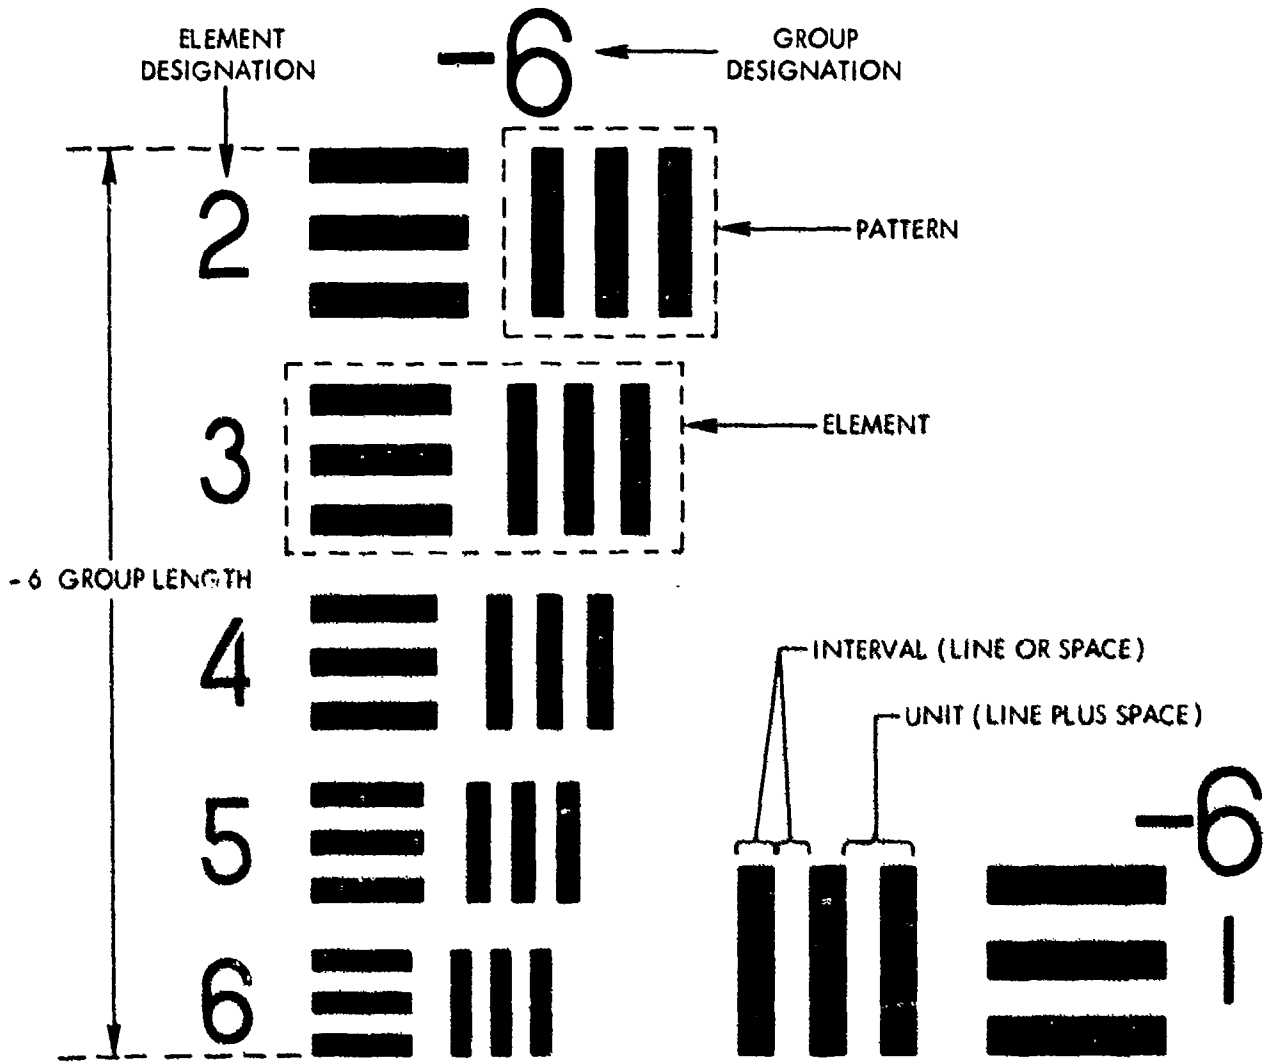 ELEMENT
DESIGNATION
-6
GROUP
DESIGNATION
2
PATTERN
3
ELEMENT
-6 GROUP LENGTH
4
INTERVAL (LINE OR SPACE)
UNIT (LINE PLUS SPACE)
5
-6
6
1